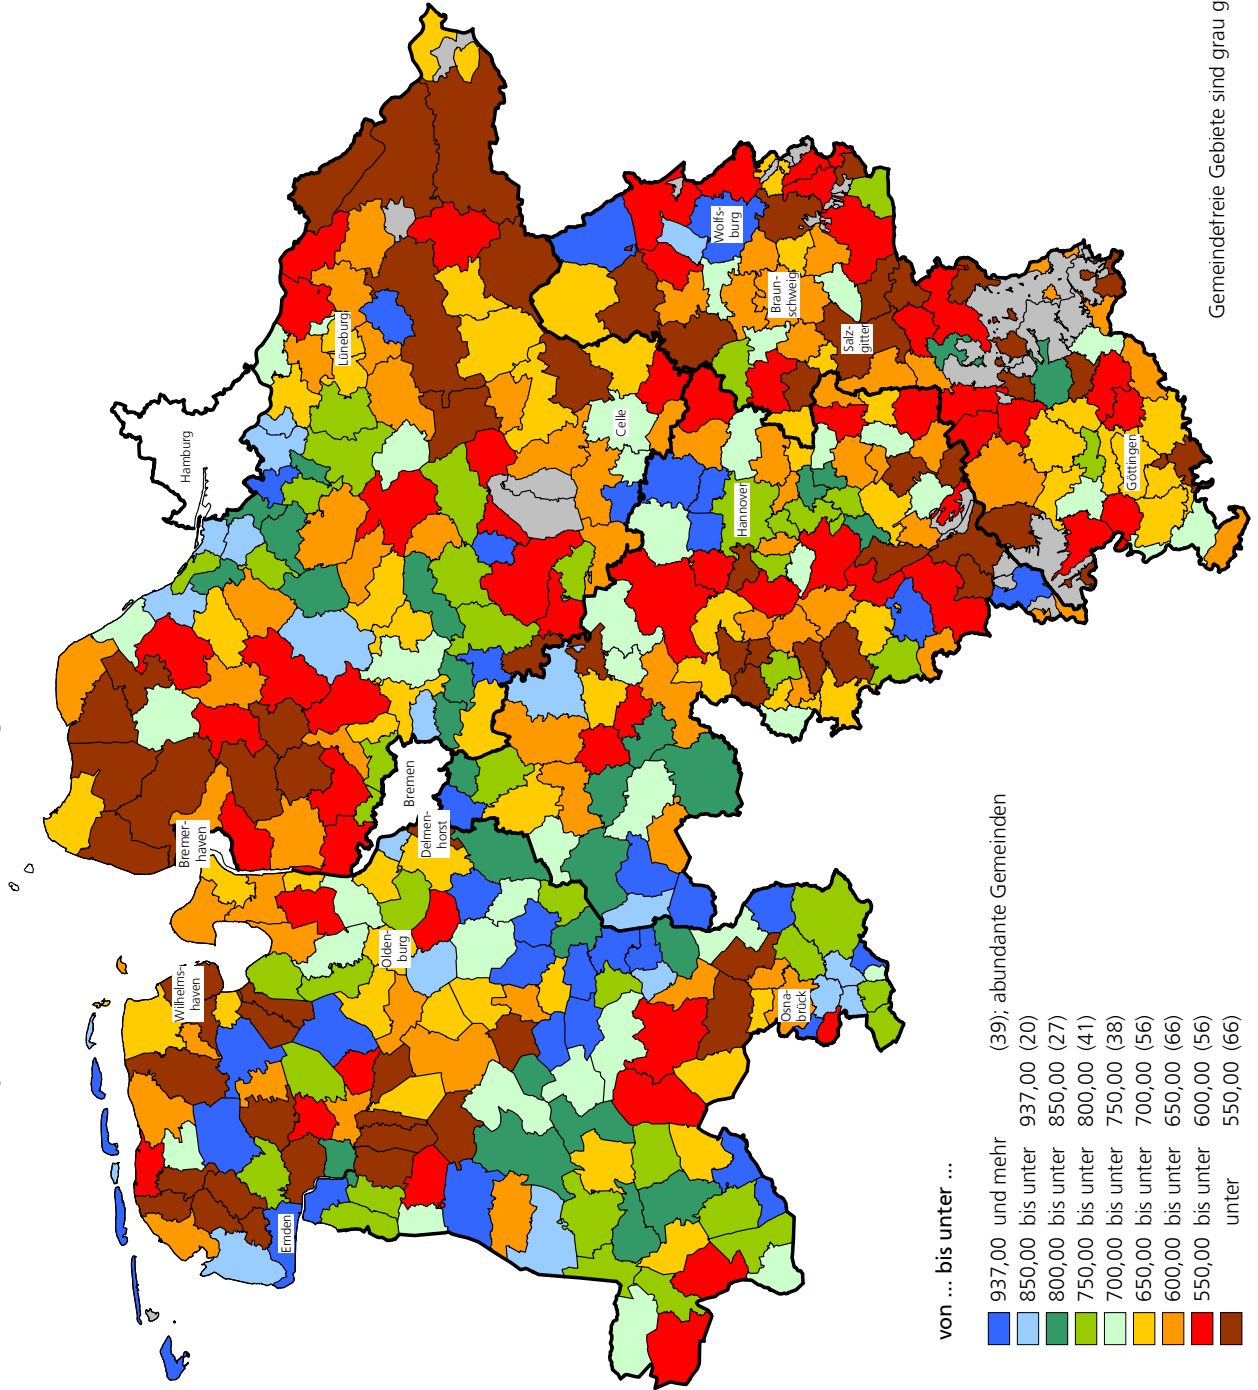 Hamburg
Bremer-
haven
Wilhelms-
haven
Emden
Lüneburg
Bremen
Delmen-
horst
Olden-
burg
Celle
Wolfs-
burg
Hannover
Braun-
schweig
Salz-
gitter
Osna-
brück
Göttingen
von ... bis unter ...
937,00 und mehr (39); abundante Gemeinden
850,00 bis unter 937,00 (20)
800,00 bis unter 850,00 (27)
750,00 bis unter 800,00 (41)
700,00 bis unter 750,00 (38)
650,00 bis unter 700,00 (56)
600,00 bis unter 650,00 (66)
550,00 bis unter 600,00 (56)
unter 550,00 (66)
Gemeindefreie Gebiete sind grau g